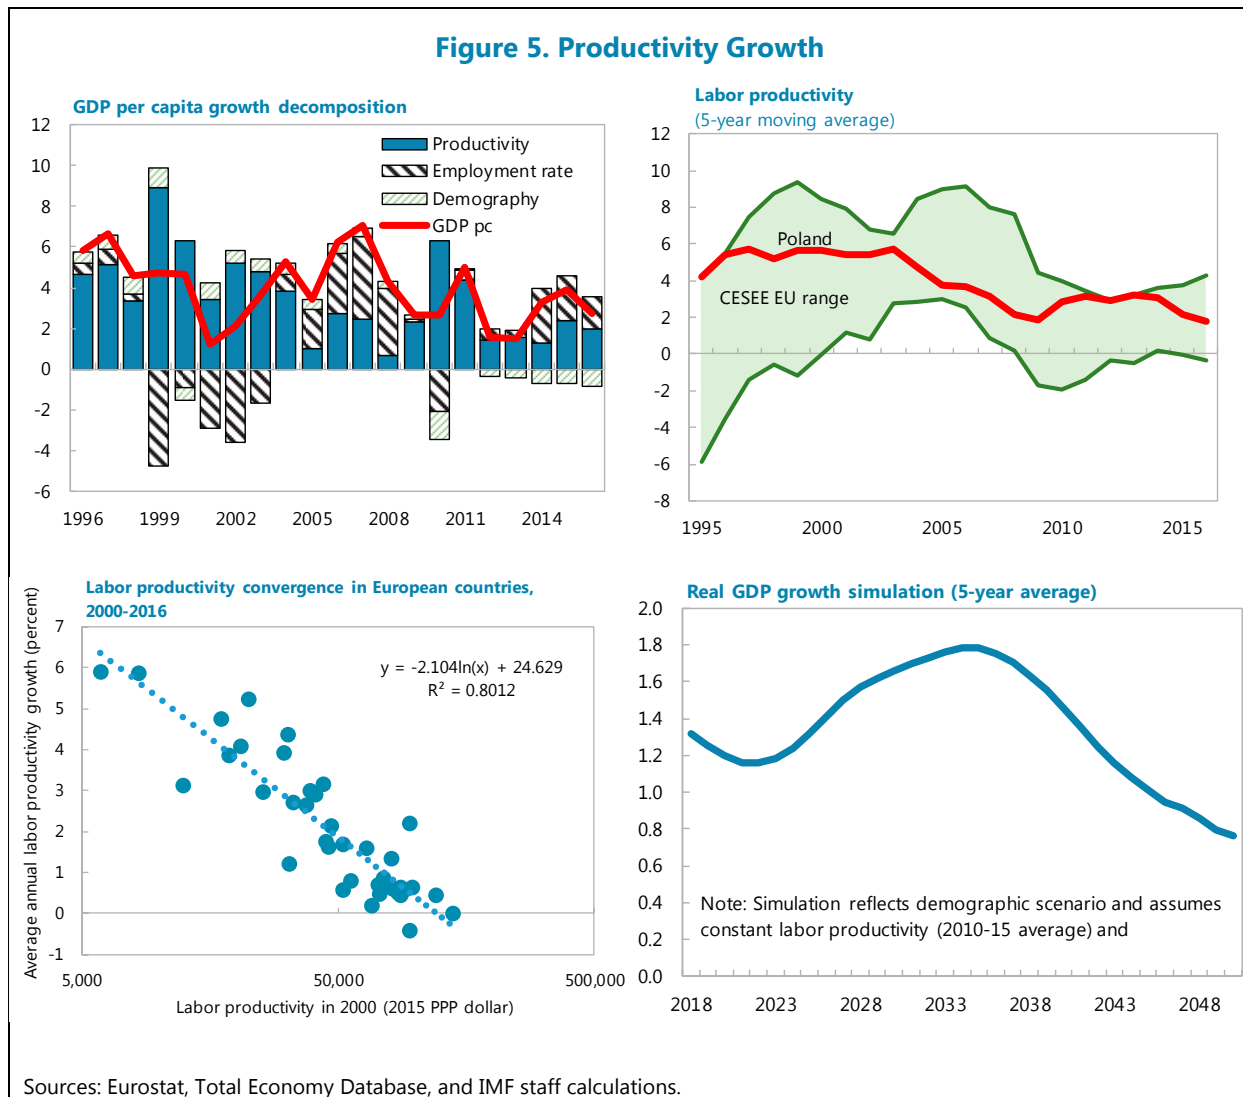 Figure 5. Productivity Growth
GDP per capita growth decomposition
12
10
8
6
4
2
0
-2
-4
-6
Productivity
Employment rate
Demography
GDP pc
1996 1999 2002 2005 2008 2011 2014
Labor productivity
(5-year moving average)
12
10
8
6
4
2
0
-2
-4
-6
-8
Poland
CESEE EU range
1995 2000 2005 2010 2015
Labor productivity convergence in European countries,
2000-2016
Average annual labor productivity growth (percent)
7
6
5
4
3
2
1
0
-1
y = -2.104ln(x) + 24.629
R² = 0.8012
5,000 50,000 500,000
Labor productivity in 2000 (2015 PPP dollar)
Real GDP growth simulation (5-year average)
2.0
1.8
1.6
1.4
1.2
1.0
0.8
0.6
0.4
0.2
0.0
Note: Simulation reflects demographic scenario and assumes
constant labor productivity (2010-15 average) and
2018 2023 2028 2033 2038 2043 2048
Sources: Eurostat, Total Economy Database, and IMF staff calculations.